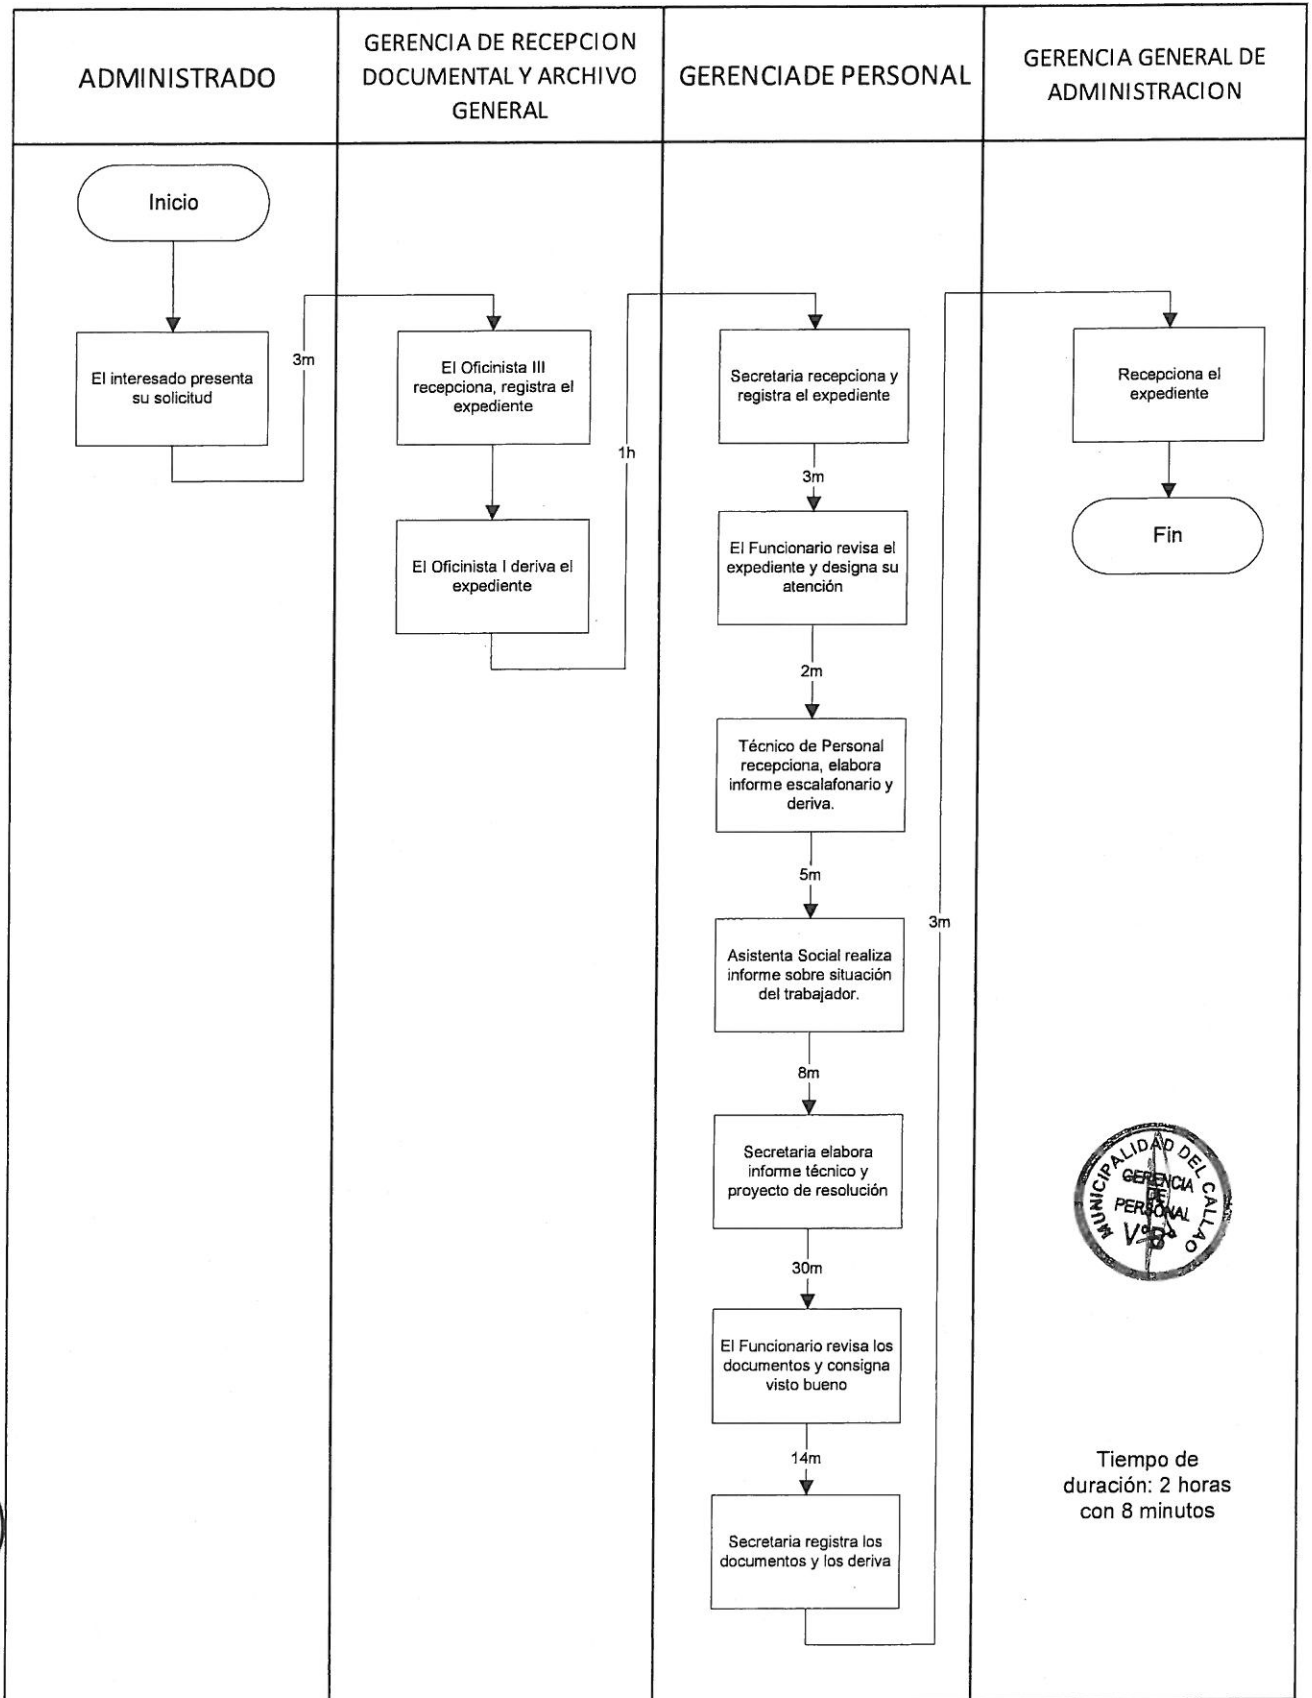 ADMINISTRADO
GERENCIA DE RECEPCION
DOCUMENTAL Y ARCHIVO
GENERAL
GERENCIADE PERSONAL
GERENCIA GENERAL DE
ADMINISTRACION
Inicio
El interesado presenta
su solicitud
3m
El Oficinista III
recepciona, registra el
expediente
El Oficinista I deriva el
expediente
1h
Secretaria recepciona y
registra el expediente
3m
El Funcionario revisa el
expediente y designa su
atención
2m
Técnico de Personal
recepciona, elabora
informe escalafonario y
deriva.
5m
Asistenta Social realiza
informe sobre situación
del trabajador.
8m
Secretaria elabora
informe técnico y
proyecto de resolución
30m
El Funcionario revisa los
documentos y consigna
visto bueno
14m
Secretaria registra los
documentos y los deriva
3m
Recepciona el
expediente
Fin
MUNICIPALIDAD DEL CALLAO
GERENCIA
DE
PERSONAL
V°B°
Tiempo de
duración: 2 horas
con 8 minutos